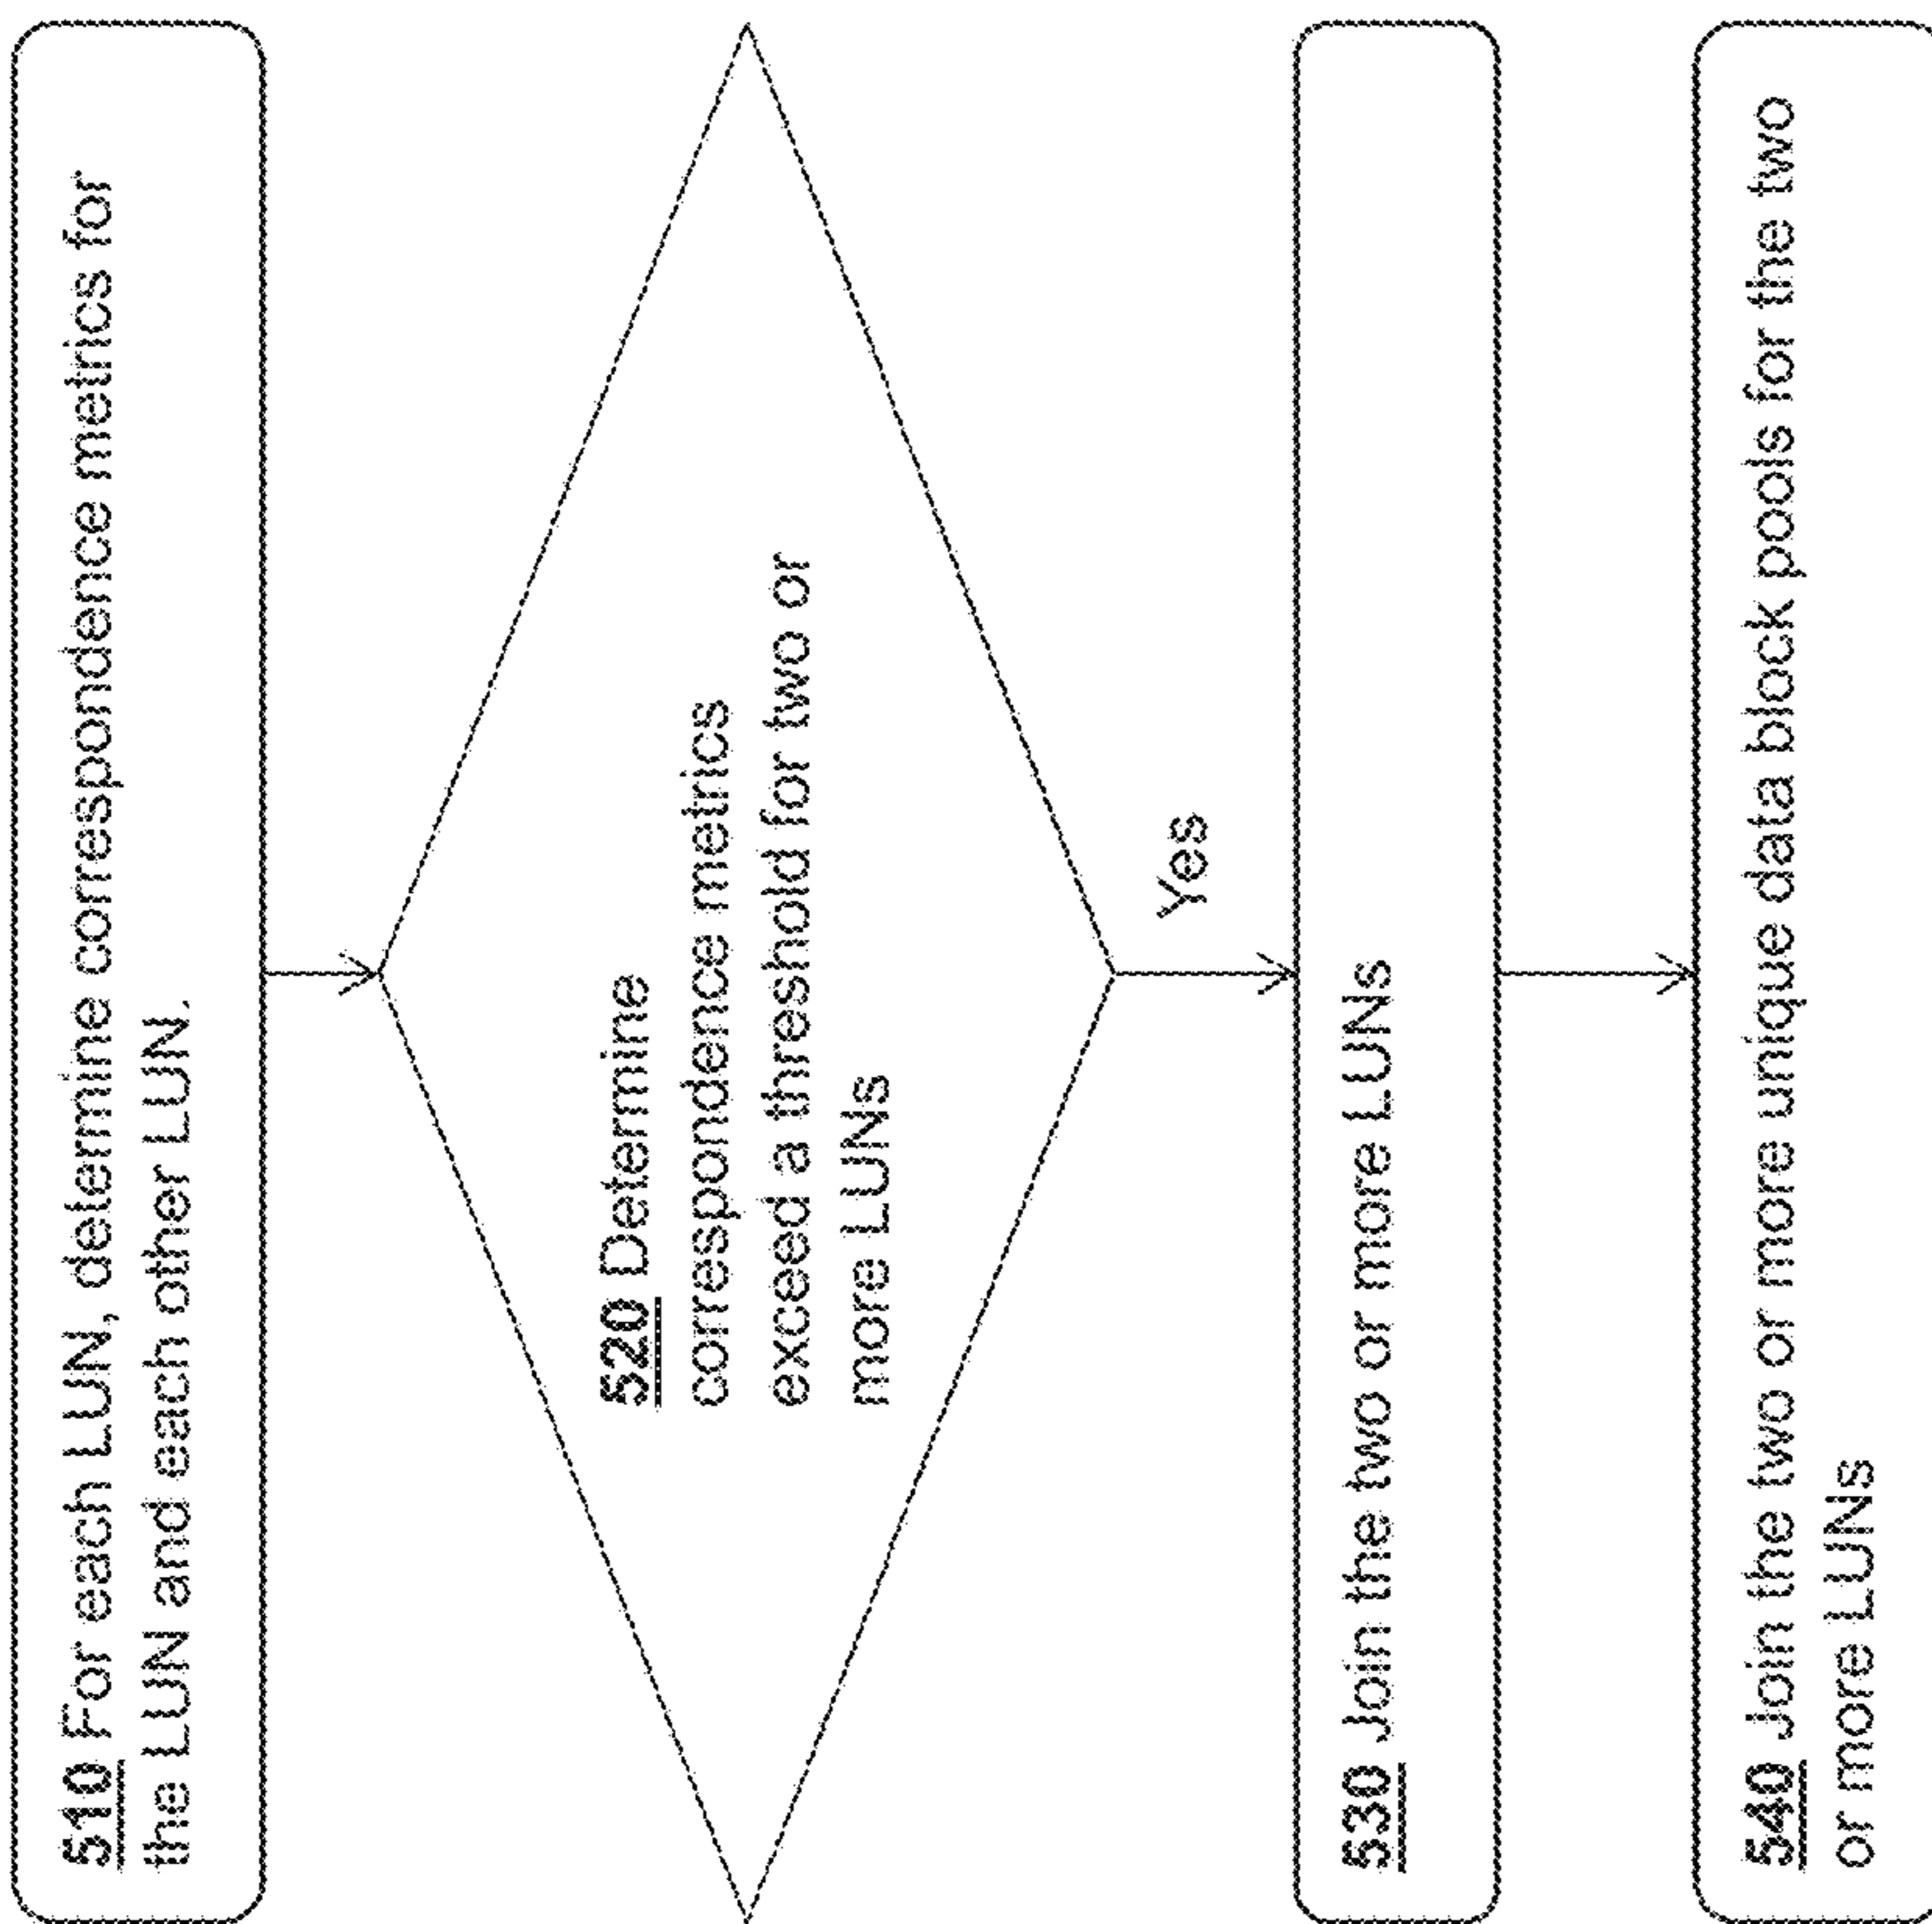 510 For each LUN, determine correspondence metrics for
the LUN and each other LUN.
520 Determine
correspondence metrics
exceed a threshold for two or
more LUNs
Yes
530 Join the two or more LUNs
540 Join the two or more unique data block pools for the two
or more LUNs